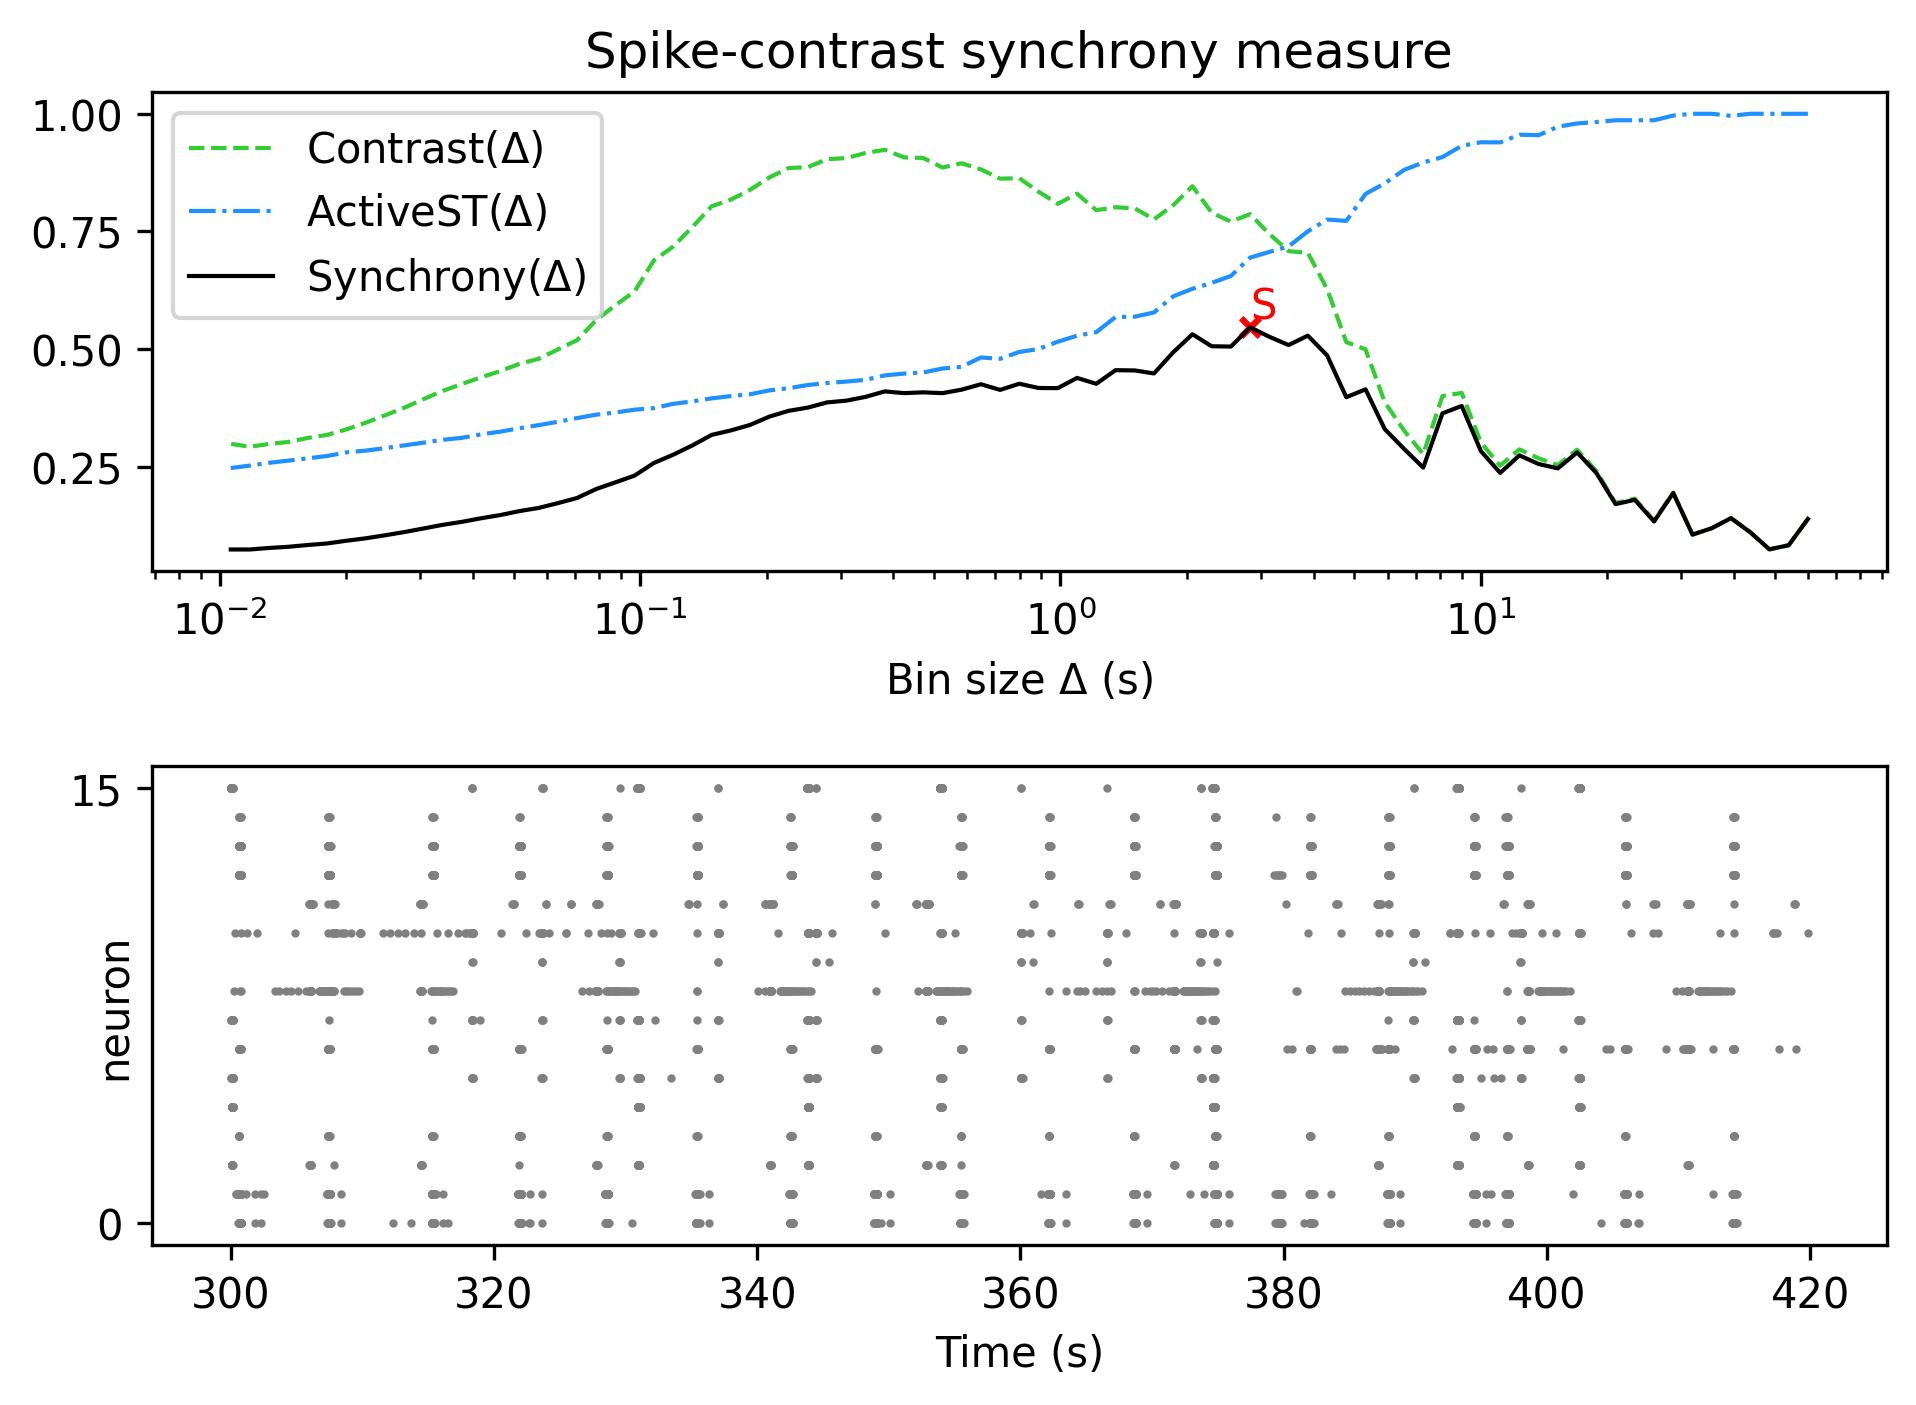 Spike-contrast synchrony measure
1.00
0.75
0.50
0.25
Contrast(Δ)
ActiveST(Δ)
Synchrony(Δ)
S
10⁻² 10⁻¹ 10⁰ 10¹
Bin size Δ (s)
15
0
neuron
300 320 340 360 380 400 420
Time (s)